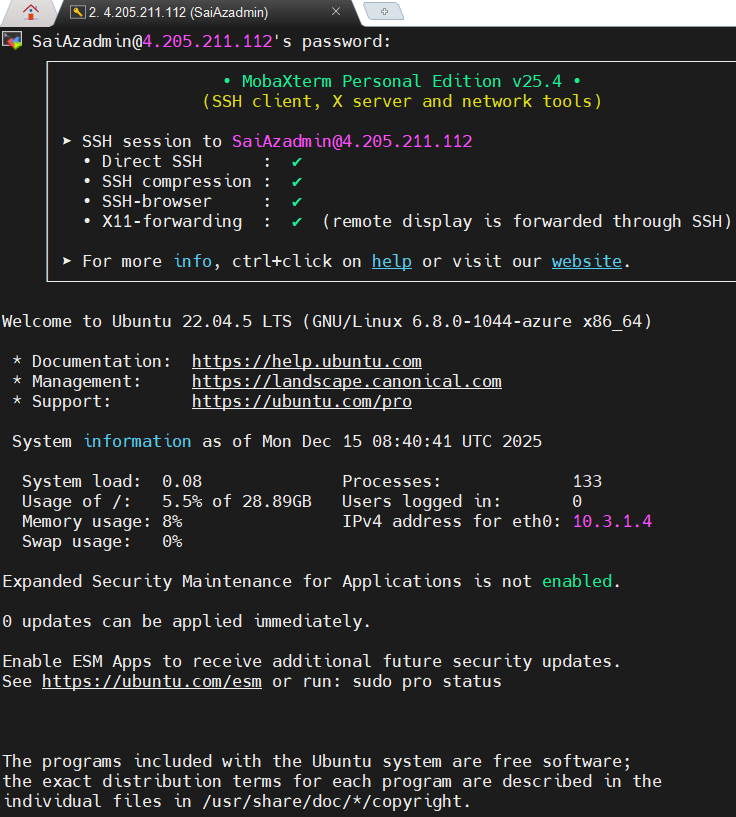 2. 4.205.211.112 (SaiAzadmin)
SaiAzadmin@4.205.211.112's password:
• MobaXterm Personal Edition v25.4 •
(SSH client, X server and network tools)
➤ SSH session to SaiAzadmin@4.205.211.112
• Direct SSH : ✔
• SSH compression : ✔
• SSH-browser : ✔
• X11-forwarding : ✔ (remote display is forwarded through SSH)
➤ For more info, ctrl+click on help or visit our website.
Welcome to Ubuntu 22.04.5 LTS (GNU/Linux 6.8.0-1044-azure x86_64)
* Documentation: https://help.ubuntu.com
* Management: https://landscape.canonical.com
* Support: https://ubuntu.com/pro
System information as of Mon Dec 15 08:40:41 UTC 2025
System load: 0.08 Processes: 133
Usage of /: 5.5% of 28.89GB Users logged in: 0
Memory usage: 8% IPv4 address for eth0: 10.3.1.4
Swap usage: 0%
Expanded Security Maintenance for Applications is not enabled.
0 updates can be applied immediately.
Enable ESM Apps to receive additional future security updates.
See https://ubuntu.com/esm or run: sudo pro status
The programs included with the Ubuntu system are free software;
the exact distribution terms for each program are described in the
individual files in /usr/share/doc/*/copyright.